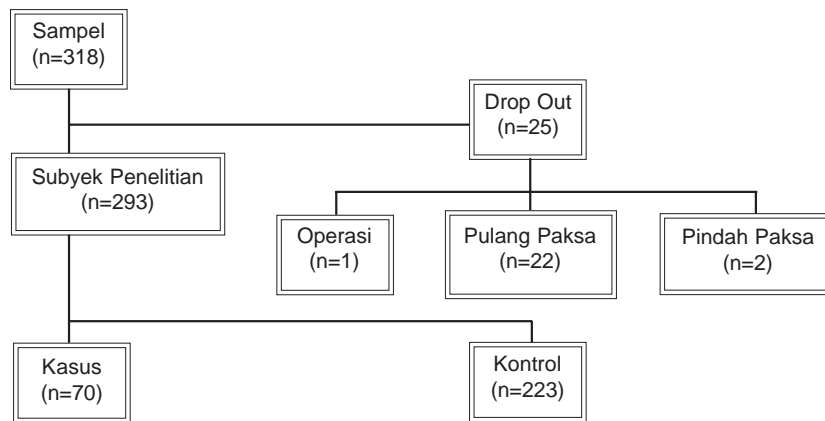 Sampel
(n=318)
Drop Out
(n=25)
Subyek Penelitian
(n=293)
Operasi
(n=1)
Pulang Paksa
(n=22)
Pindah Paksa
(n=2)
Kasus
(n=70)
Kontrol
(n=223)